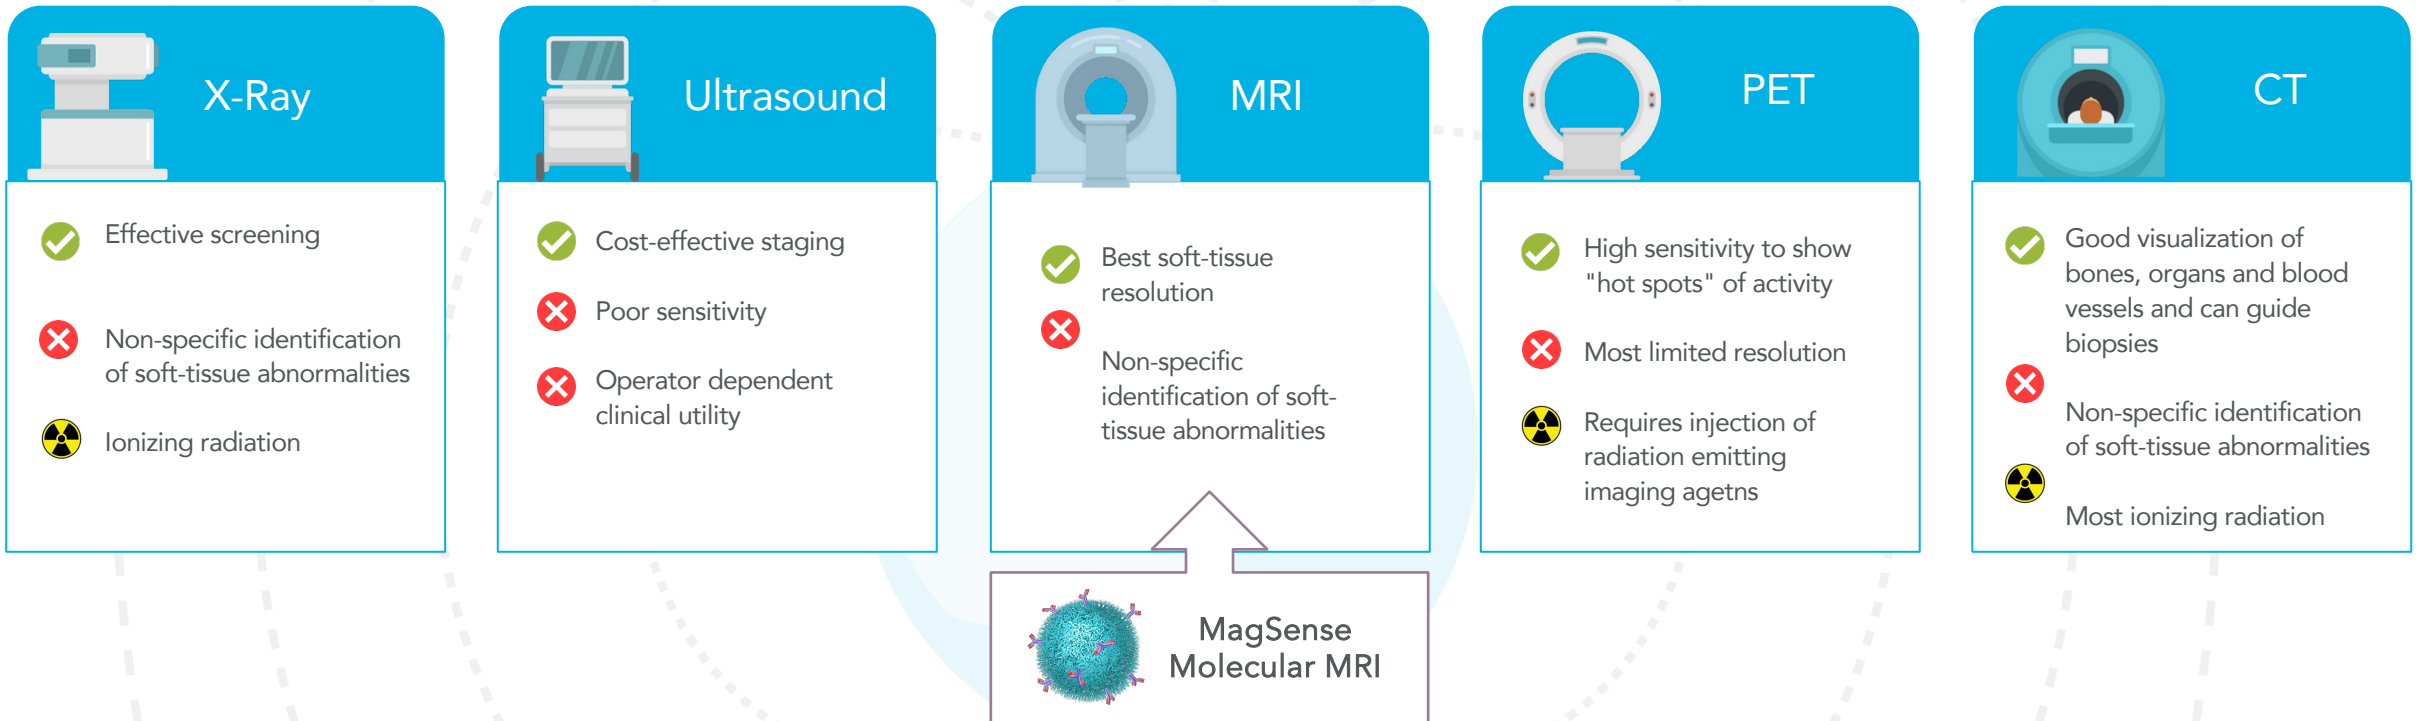 X-Ray
Effective screening
Non-specific identification
of soft-tissue abnormalities
Ionizing radiation
Ultrasound
Cost-effective staging
Poor sensitivity
Operator dependent
clinical utility
MRI
Best soft-tissue
resolution
Non-specific
identification of soft-
tissue abnormalities
MagSense
Molecular MRI
PET
High sensitivity to show
"hot spots" of activity
Most limited resolution
Requires injection of
radiation emitting
imaging agetns
CT
Good visualization of
bones, organs and blood
vessels and can guide
biopsies
Non-specific identification
of soft-tissue abnormalities
Most ionizing radiation